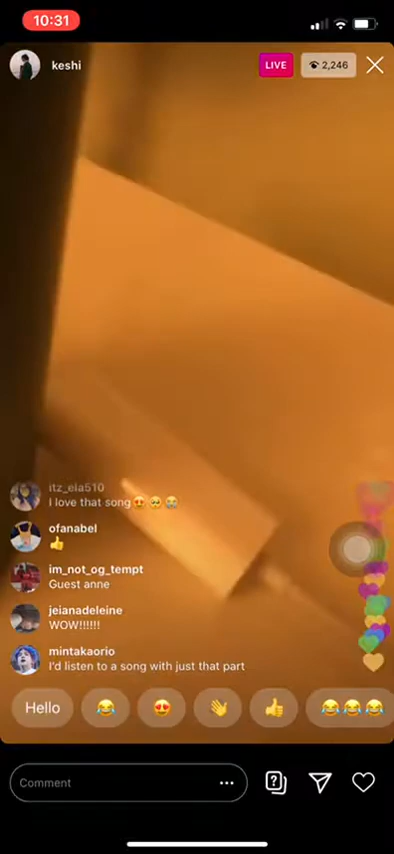 10:31
keshi
LIVE
2,246
itz_ela510
I love that song😍🥺😭
ofanabel
👍
im_not_og_tempt
Guest anne
jeianadeleine
WOW!!!!!!
mintakaorio
I'd listen to a song with just that part
Hello 😂 😍 👋 👍 😂😂😂
Comment